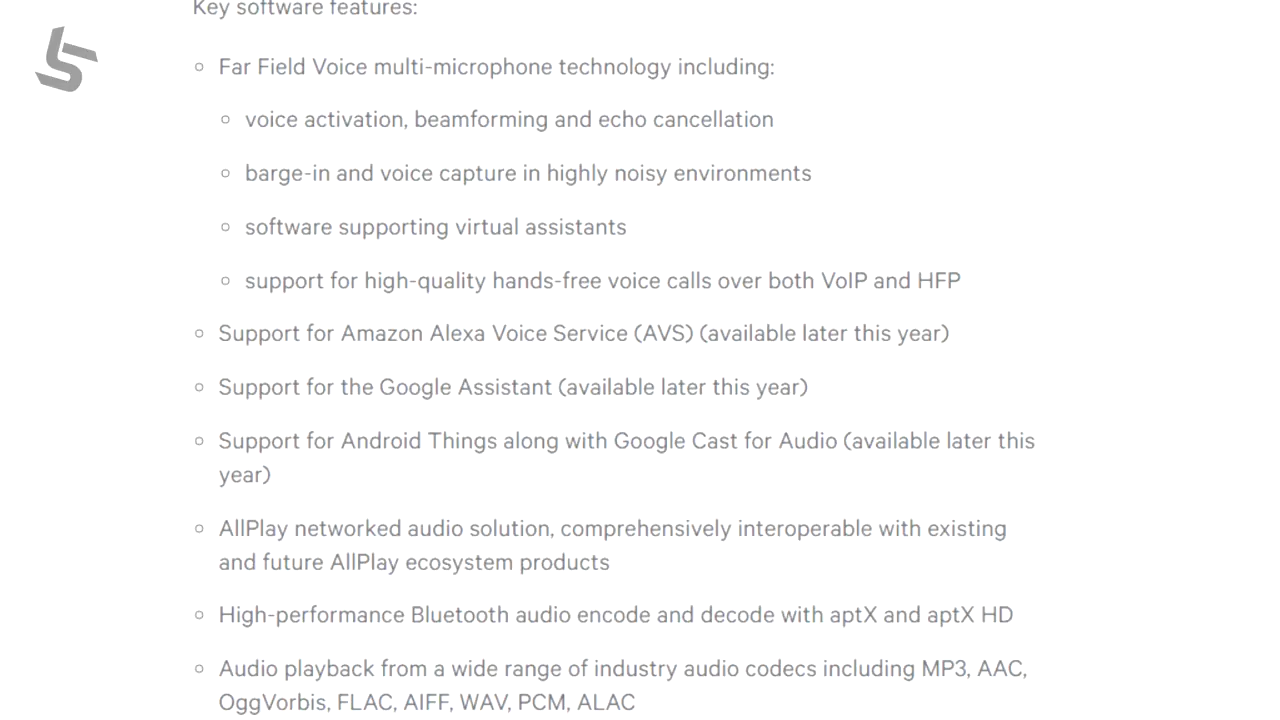 Key software features:
Far Field Voice multi-microphone technology including:
voice activation, beamforming and echo cancellation
barge-in and voice capture in highly noisy environments
software supporting virtual assistants
support for high-quality hands-free voice calls over both VoIP and HFP
Support for Amazon Alexa Voice Service (AVS) (available later this year)
Support for the Google Assistant (available later this year)
Support for Android Things along with Google Cast for Audio (available later this
year)
AllPlay networked audio solution, comprehensively interoperable with existing
and future AllPlay ecosystem products
High-performance Bluetooth audio encode and decode with aptX and aptX HD
Audio playback from a wide range of industry audio codecs including MP3, AAC,
OggVorbis, FLAC, AIFF, WAV, PCM, ALAC